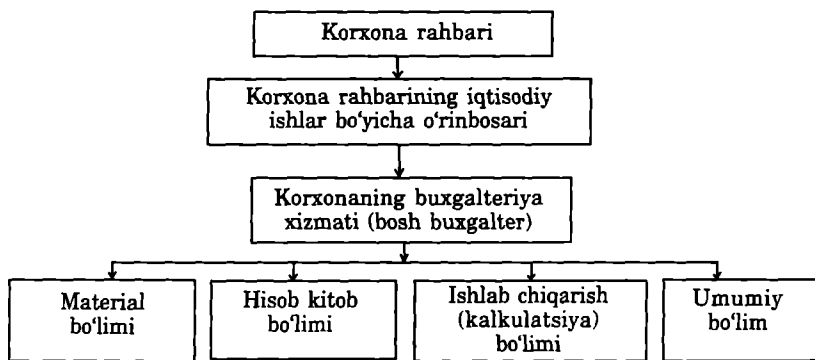 Korxona rahbari
Korxona rahbarining iqtisodiy
ishlar bo‘yicha o‘rinbosari
Korxonaning buxgalteriya
xizmati (bosh buxgalter)
Material
bo‘limi
Hisob kitob
bo‘limi
Ishlab chiqarish
(kalkulatsiya)
bo‘limi
Umumiy
bo‘lim